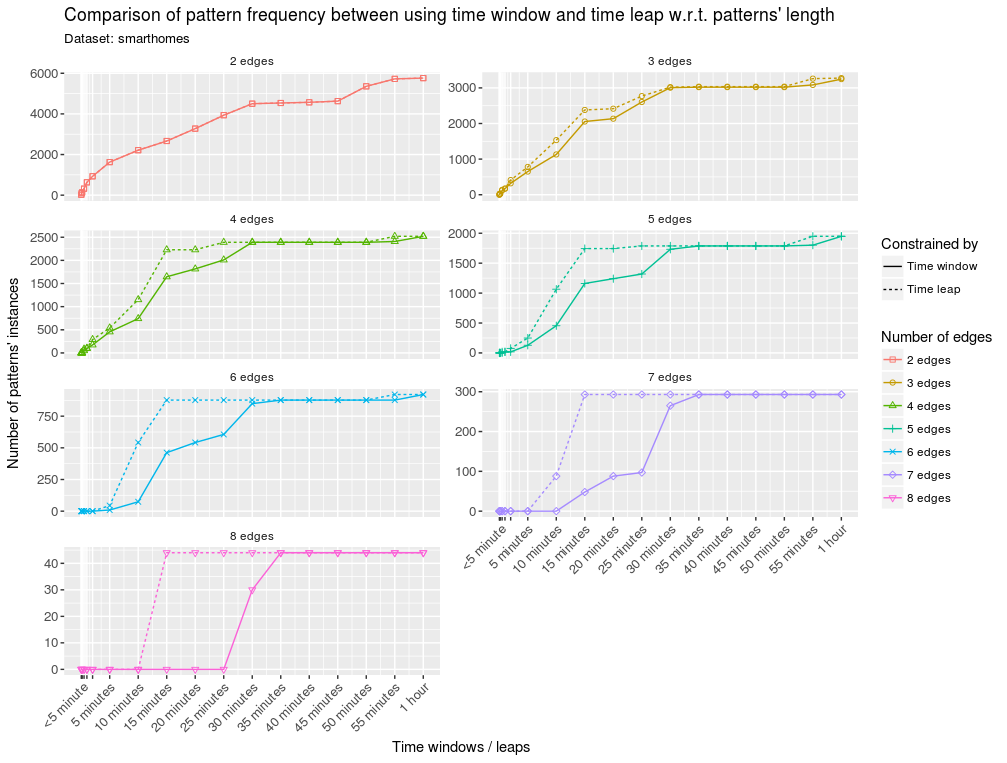 Comparison of pattern frequency between using time window and time leap w.r.t. patterns' length
Dataset: smarthomes
Number of patterns' instances
2 edges
6000
4000
2000
0
3 edges
3000
2000
1000
0
4 edges
2500
2000
1500
1000
500
0
5 edges
2000
1500
1000
500
0
6 edges
750
500
250
0
7 edges
300
200
100
0
<5 minute
5 minutes
10 minutes
15 minutes
20 minutes
25 minutes
30 minutes
35 minutes
40 minutes
45 minutes
50 minutes
55 minutes
1 hour
8 edges
40
30
20
10
0
<5 minute
5 minutes
10 minutes
15 minutes
20 minutes
25 minutes
30 minutes
35 minutes
40 minutes
45 minutes
50 minutes
55 minutes
1 hour
Time windows / leaps
Constrained by
Time window
Time leap
Number of edges
2 edges
3 edges
4 edges
5 edges
6 edges
7 edges
8 edges